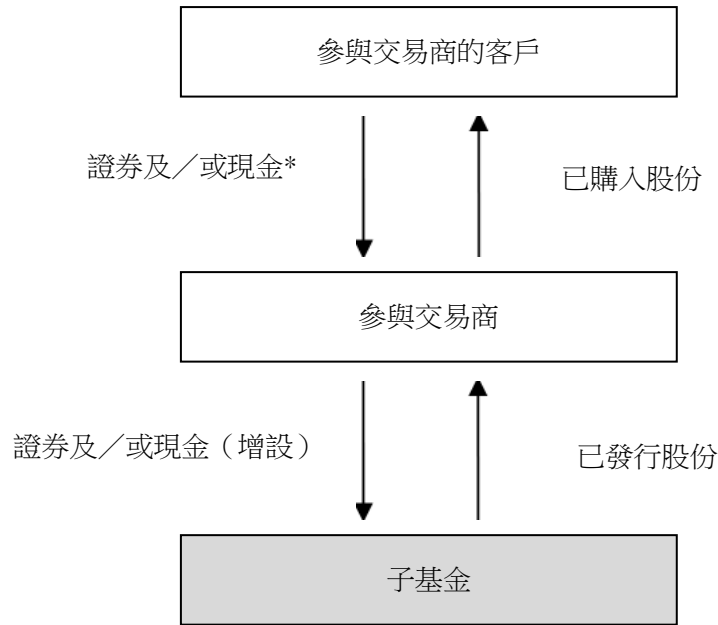 參與交易商的客戶
證券及／或現金*
已購入股份
參與交易商
證券及／或現金（增設）
已發行股份
子基金